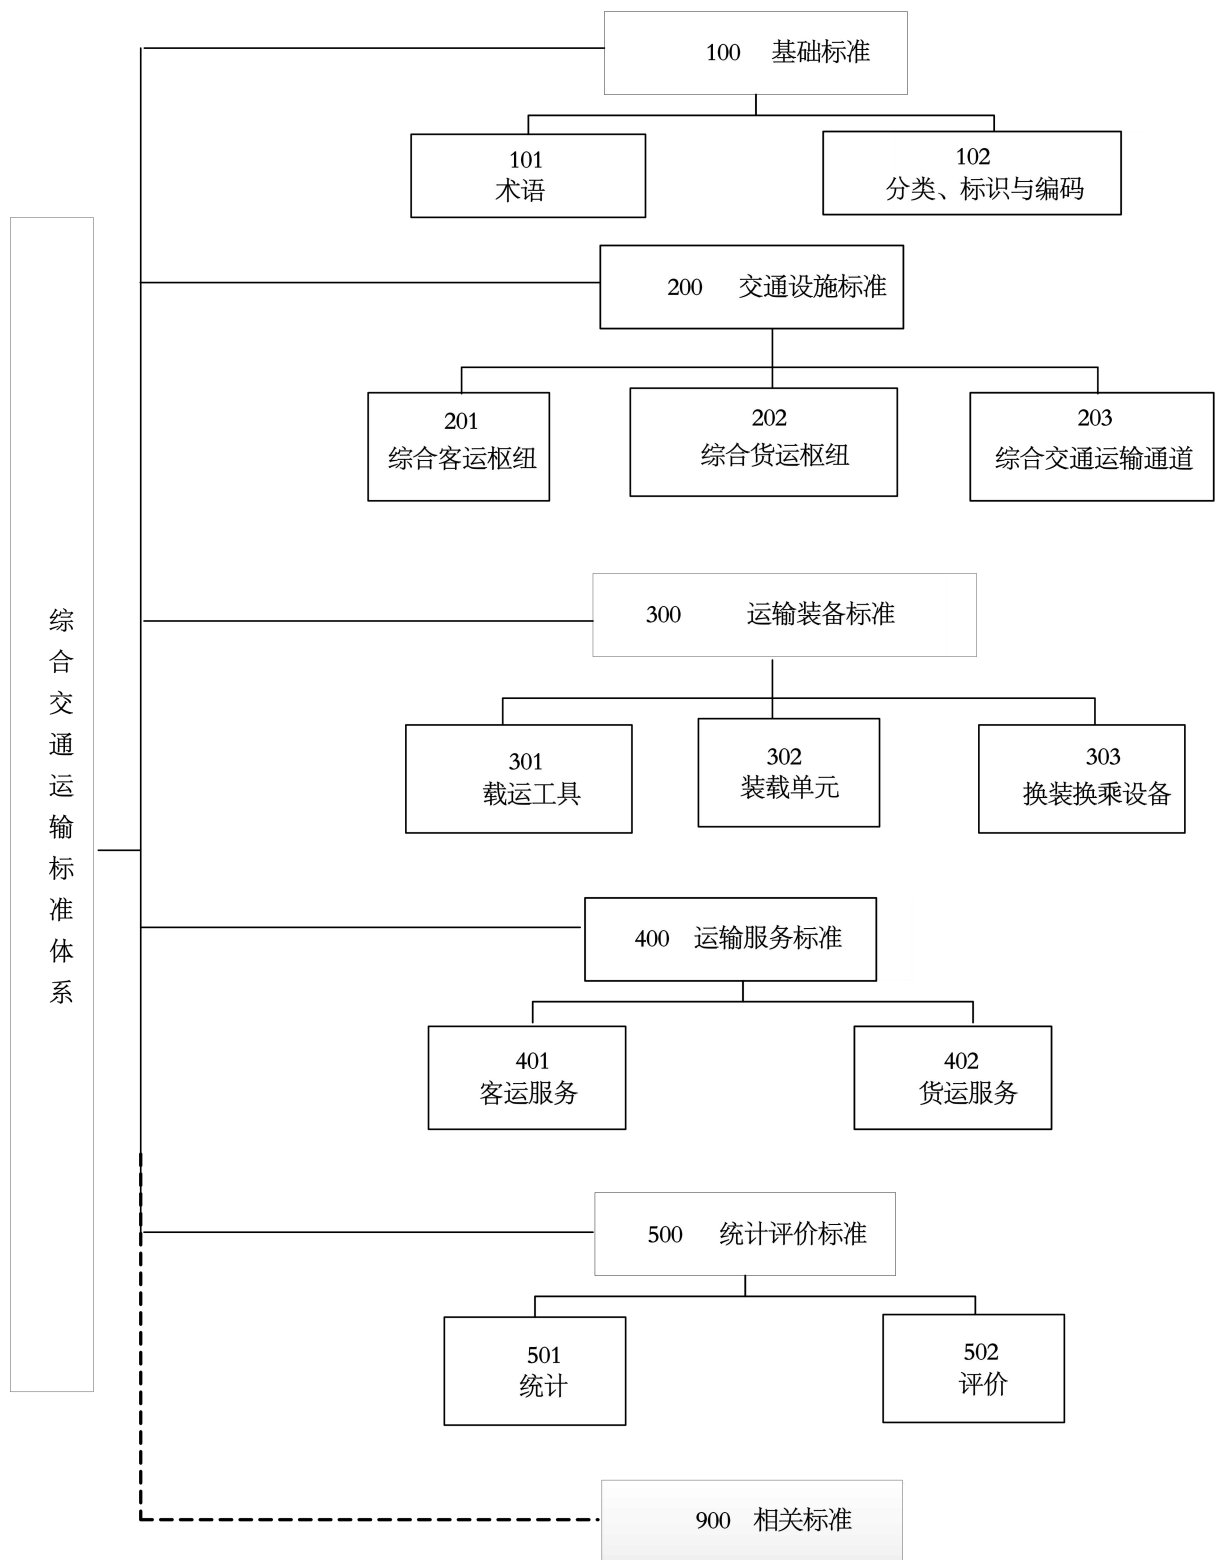 100 基础标准
101
术语
102
分类、标识与编码
200 交通设施标准
201
综合客运枢纽
202
综合货运枢纽
203
综合交通运输通道
300 运输装备标准
301
载运工具
302
装载单元
303
换装换乘设备
综合交通运输标准体系
400 运输服务标准
401
客运服务
402
货运服务
500 统计评价标准
501
统计
502
评价
900 相关标准